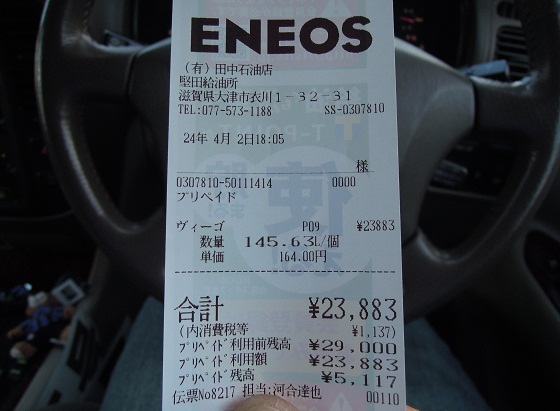 ENEOS
(有)田中石油店
堅田給油所
滋賀県大津市衣川1-32-31
TEL:077-573-1188 SS-0307810
24年 4月 2日18:05
様
0307810-50111414 0000
プリペイド
ヴィーゴ P09 ¥23883
数量 145.63L/個
単価 164.00円
合計 ¥23,883
(内消費税等 ¥1,137)
プリペイド利用前残高 ¥29,000
プリペイド利用額 ¥23,883
プリペイド残高 ¥5,117
伝票No8217 担当:河合達也 00110